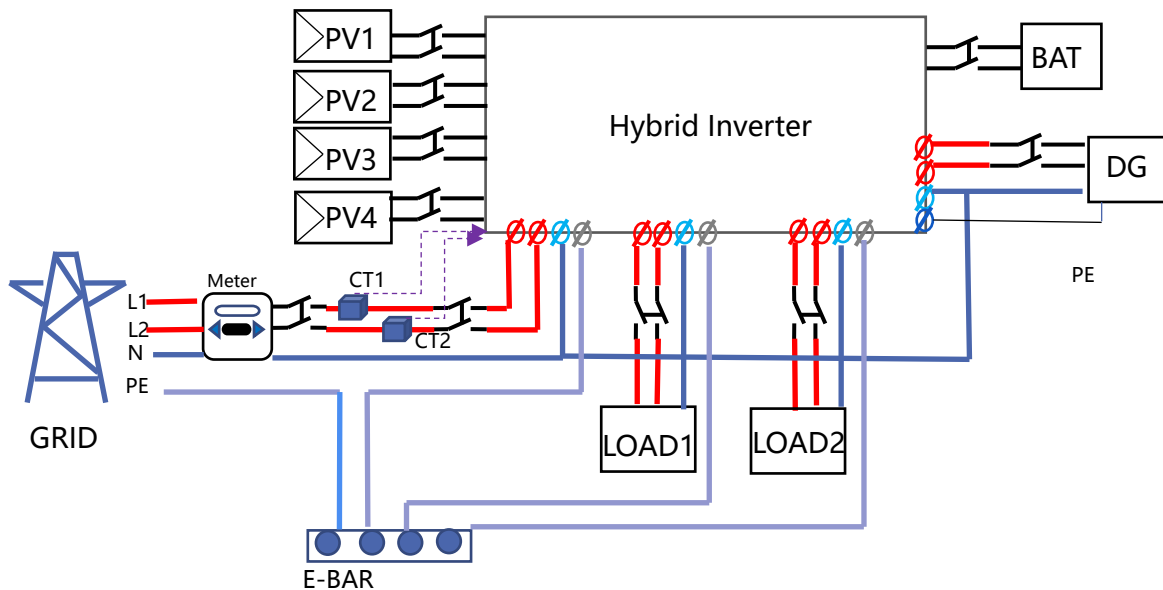 PV1
BAT
PV2
Hybrid Inverter
PV3
DG
PV4
Meter
CT1
PE
L1
L2
CT2
N
PE
GRID
LOAD1
LOAD2
E-BAR